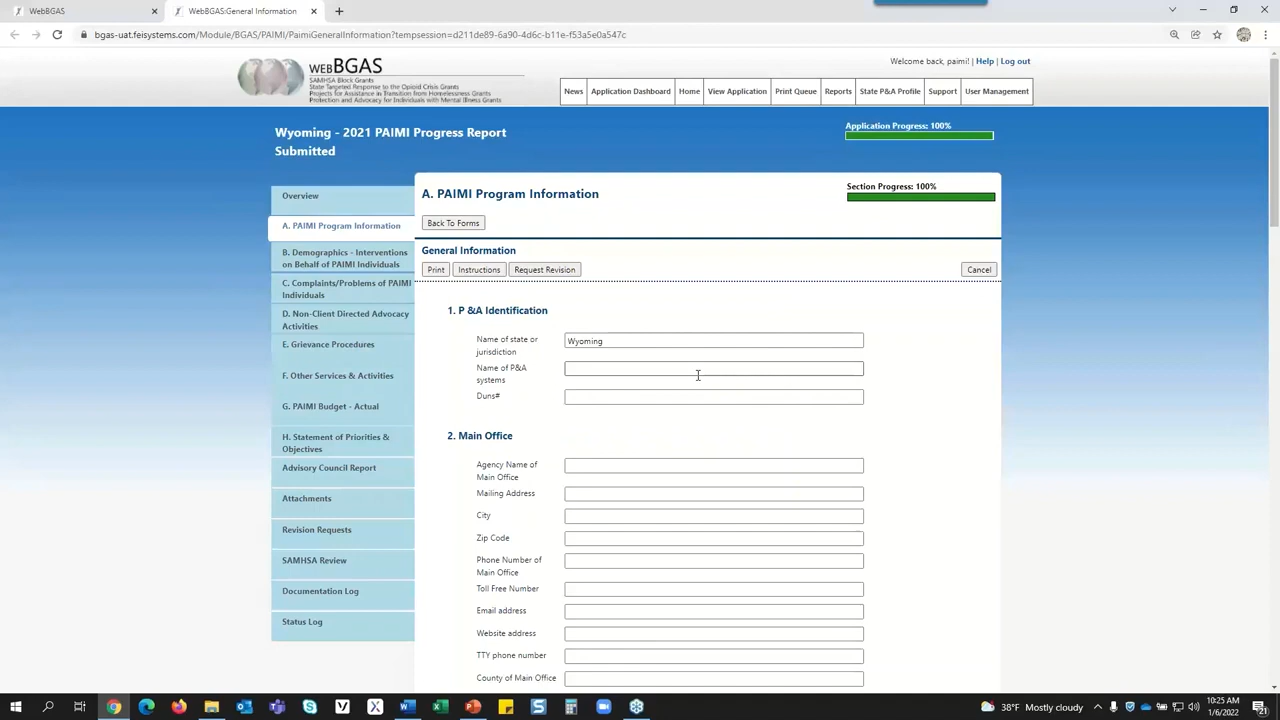 WebBGAS
WebBGAS:General Information
bgas-uat.feisystems.com/Module/BGAS/PAIMI/PaimiGeneralInformation?tempsession=d211de89-6a90-4d6c-b11e-f53a5e0a547c
WEBBGAS
SAMHSA Block Grants
State Targeted Response to the Opioid Crisis Grants
Projects for Assistance in Transition from Homelessness Grants
Protection and Advocacy for Individuals with Mental Illness Grants
Welcome back, paimi! | Help | Log out
News
Application Dashboard
Home
View Application
Print Queue
Reports
State P&A Profile
Support
User Management
Wyoming - 2021 PAIMI Progress Report
Submitted
Application Progress: 100%
Overview
A. PAIMI Program Information
B. Demographics - Interventions
on Behalf of PAIMI Individuals
C. Complaints/Problems of PAIMI
Individuals
D. Non-Client Directed Advocacy
Activities
E. Grievance Procedures
F. Other Services & Activities
G. PAIMI Budget - Actual
H. Statement of Priorities &
Objectives
Advisory Council Report
Attachments
Revision Requests
SAMHSA Review
Documentation Log
Status Log
A. PAIMI Program Information
Section Progress: 100%
Back To Forms
General Information
Print
Instructions
Request Revision
Cancel
1. P &A Identification
Name of state or
jurisdiction
Wyoming
Name of P&A
systems
Duns#
2. Main Office
Agency Name of
Main Office
Mailing Address
City
Zip Code
Phone Number of
Main Office
Toll Free Number
Email address
Website address
TTY phone number
County of Main Office
38°F Mostly cloudy
10:25 AM
1/6/2022